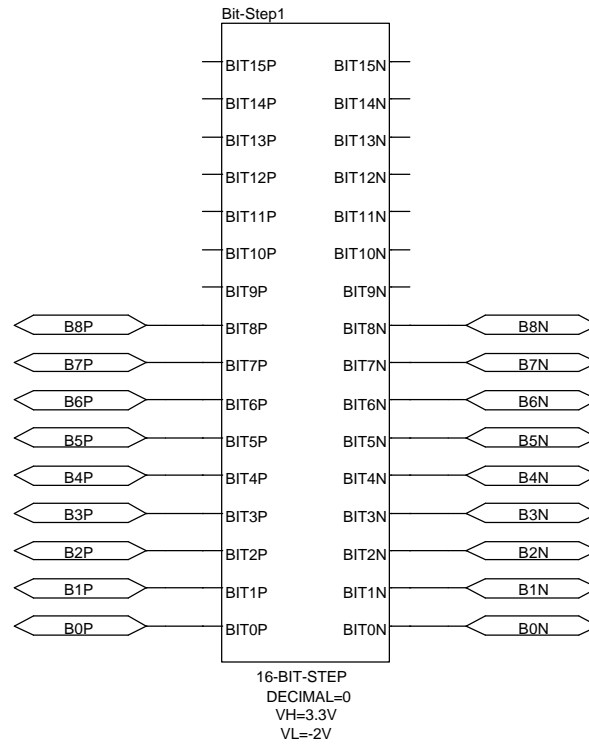 Bit-Step1
BIT15P BIT15N
BIT14P BIT14N
BIT13P BIT13N
BIT12P BIT12N
BIT11P BIT11N
BIT10P BIT10N
BIT9P BIT9N
B8P BIT8P BIT8N B8N
B7P BIT7P BIT7N B7N
B6P BIT6P BIT6N B6N
B5P BIT5P BIT5N B5N
B4P BIT4P BIT4N B4N
B3P BIT3P BIT3N B3N
B2P BIT2P BIT2N B2N
B1P BIT1P BIT1N B1N
B0P BIT0P BIT0N B0N
16-BIT-STEP
DECIMAL=0
VH=3.3V
VL=-2V